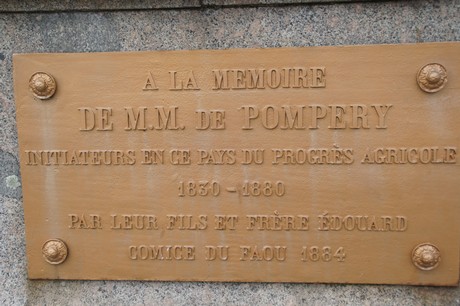 A LA MEMOIRE
DE M.M. DE POMPERY
INITIATEURS EN CE PAYS DU PROGRÈS AGRICOLE
1830-1880
PAR LEUR FILS ET FRÈRE ÉDOUARD
COMICE DU FAOU 1884